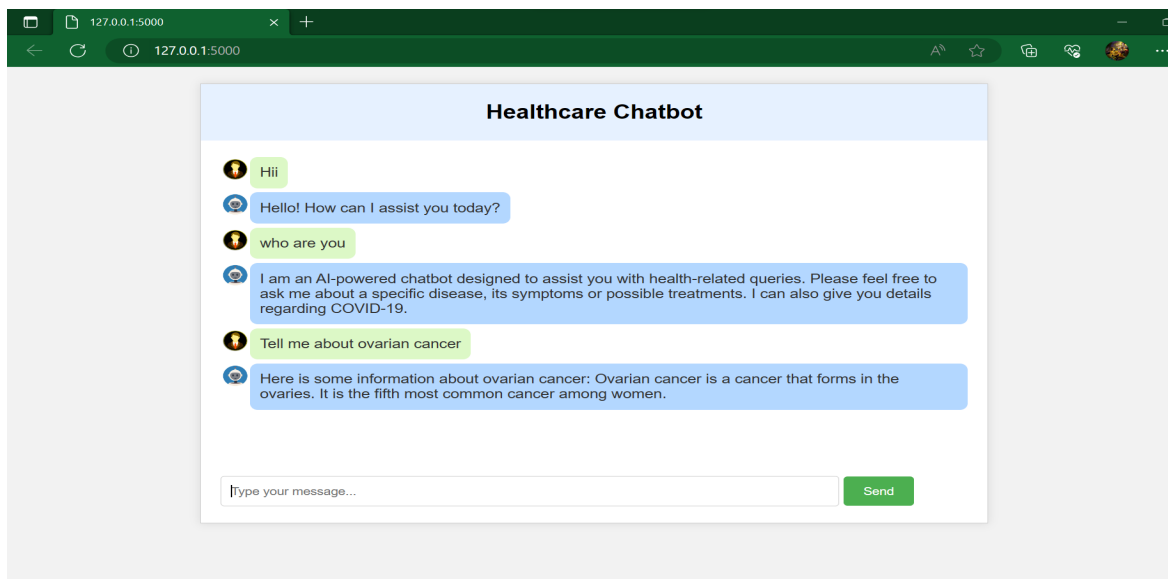 127.0.0.1:5000
127.0.0.1:5000
Healthcare Chatbot
Hii
Hello! How can I assist you today?
who are you
I am an AI-powered chatbot designed to assist you with health-related queries. Please feel free to
ask me about a specific disease, its symptoms or possible treatments. I can also give you details
regarding COVID-19.
Tell me about ovarian cancer
Here is some information about ovarian cancer: Ovarian cancer is a cancer that forms in the
ovaries. It is the fifth most common cancer among women.
Type your message...
Send